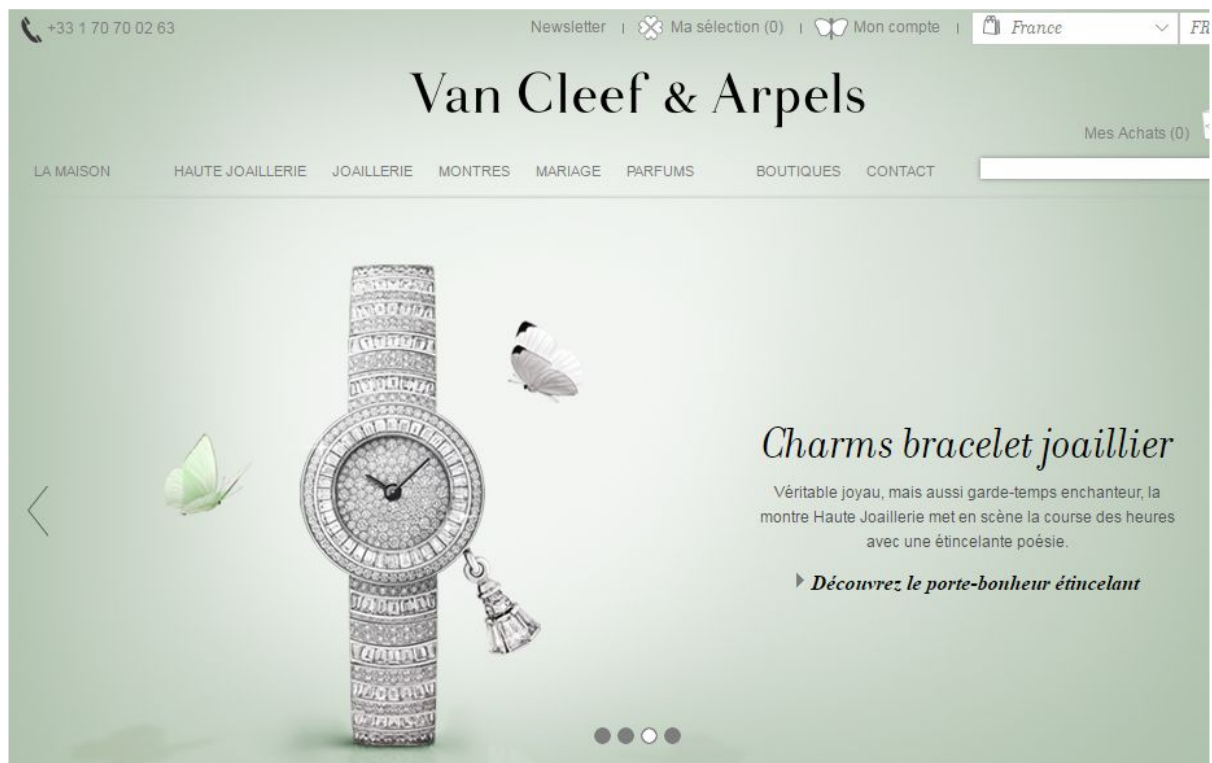 +33 1 70 70 02 63
Newsletter | Ma sélection (0) | Mon compte | France FR
Van Cleef & Arpels
Mes Achats (0)
LA MAISON HAUTE JOAILLERIE JOAILLERIE MONTRES MARIAGE PARFUMS BOUTIQUES CONTACT
Charms bracelet joaillier
Véritable joyau, mais aussi garde-temps enchanteur, la
montre Haute Joaillerie met en scène la course des heures
avec une étincelante poésie.
Découvrez le porte-bonheur étincelant